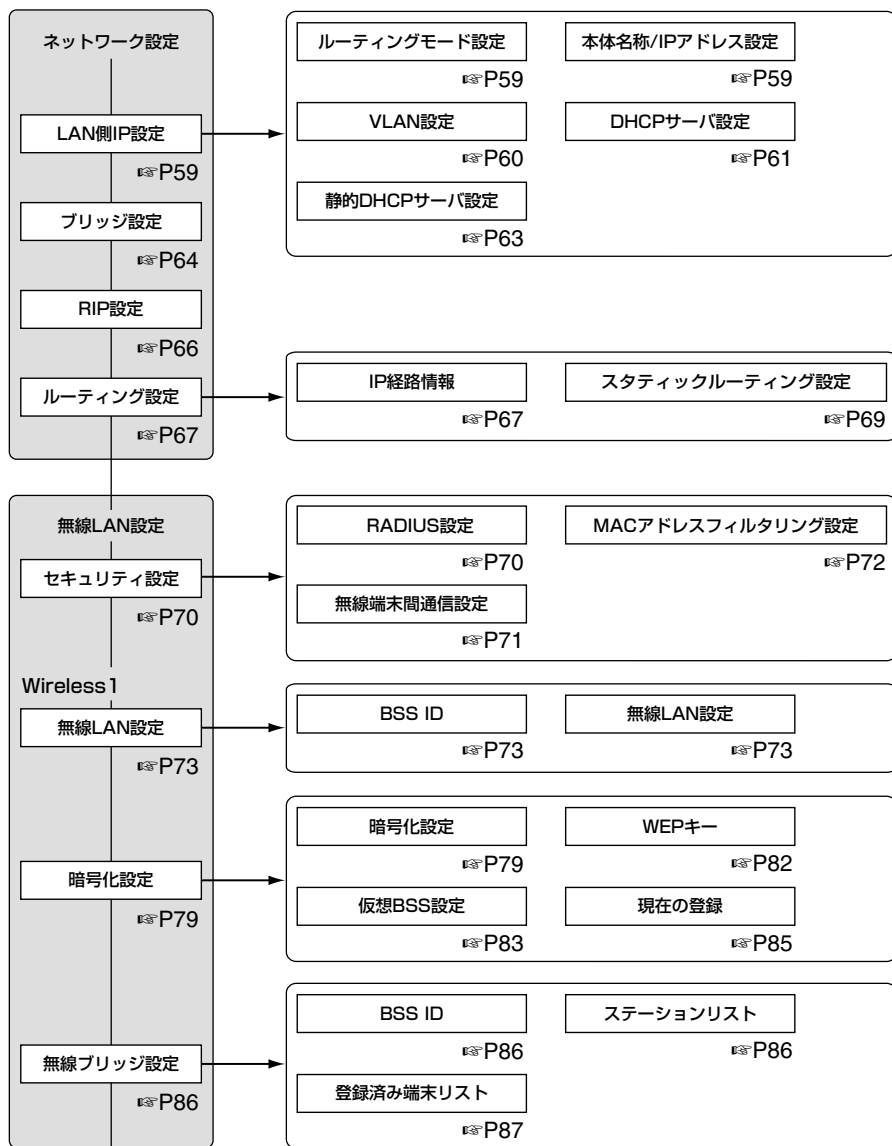 ネットワーク設定
LAN側IP設定
☞P59
ルーティングモード設定
☞P59
本体名称/IPアドレス設定
☞P59
VLAN設定
☞P60
DHCPサーバ設定
☞P61
静的DHCPサーバ設定
☞P63
ブリッジ設定
☞P64
RIP設定
☞P66
ルーティング設定
☞P67
IP経路情報
☞P67
スタティックルーティング設定
☞P69
無線LAN設定
セキュリティ設定
☞P70
RADIUS設定
☞P70
MACアドレスフィルタリング設定
☞P72
無線端末間通信設定
☞P71
Wireless1
無線LAN設定
☞P73
BSS ID
☞P73
無線LAN設定
☞P73
暗号化設定
☞P79
暗号化設定
☞P79
WEPキー
☞P82
仮想BSS設定
☞P83
現在の登録
☞P85
無線ブリッジ設定
☞P86
BSS ID
☞P86
ステーションリスト
☞P86
登録済み端末リスト
☞P87